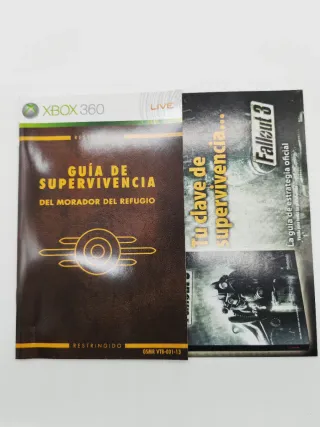 XBOX 360
LIVE
GUÍA DE
SUPERVIVENCIA
DEL MORADOR DEL REFUGIO
RESTRINGIDO
Tu clave de
supervivencia...
Fallout 3
La guía de estrategia oficial